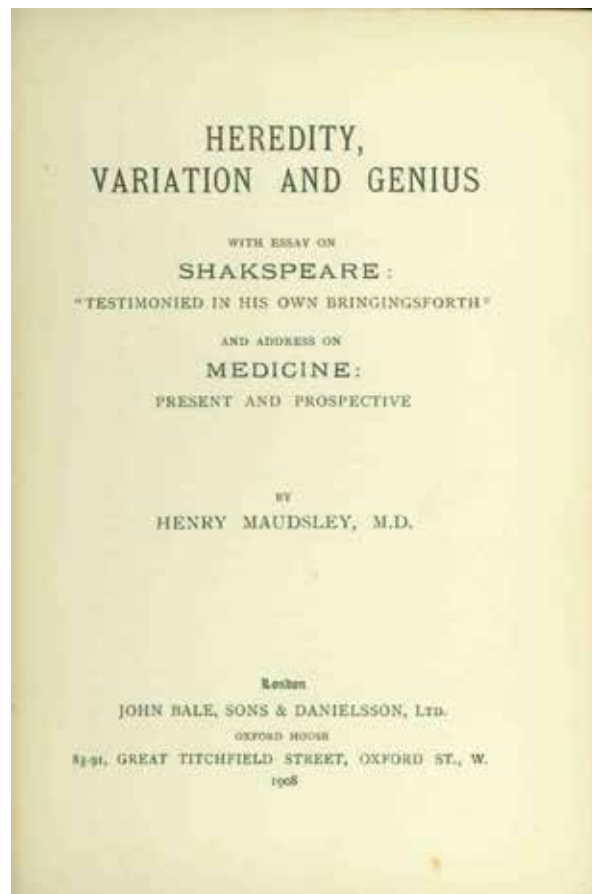 HEREDITY,
VARIATION AND GENIUS
WITH ESSAY ON
SHAKSPEARE:
"TESTIMONIED IN HIS OWN BRINGINGSFORTH"
AND ADDRESS ON
MEDICINE:
PRESENT AND PROSPECTIVE
BY
HENRY MAUDSLEY, M.D.
London
JOHN BALE, SONS & DANIELSSON, LTD.
OXFORD HOUSE
83-91, GREAT TITCHFIELD STREET, OXFORD ST., W.
1908